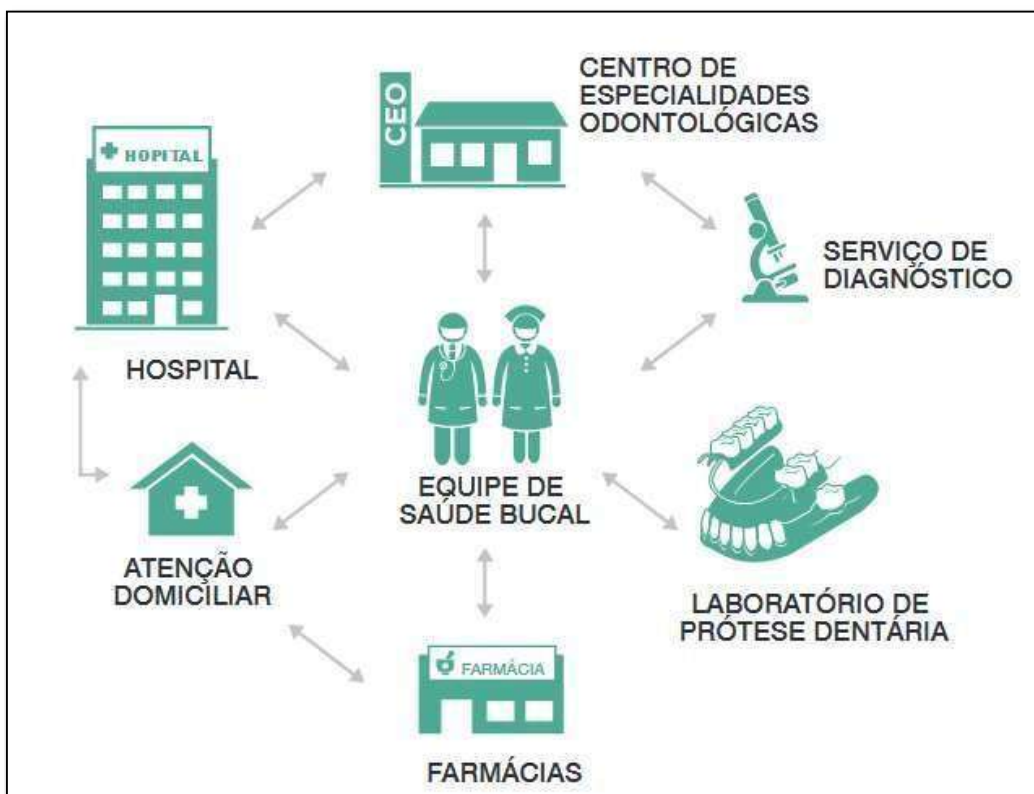 CENTRO DE
ESPECIALIDADES
ODONTOLÓGICAS
CEO
HOPITAL
HOSPITAL
SERVIÇO DE
DIAGNÓSTICO
EQUIPE DE
SAÚDE BUCAL
ATENÇÃO
DOMICILIAR
LABORATÓRIO DE
PRÓTESE DENTÁRIA
FARMÁCIA
FARMÁCIAS